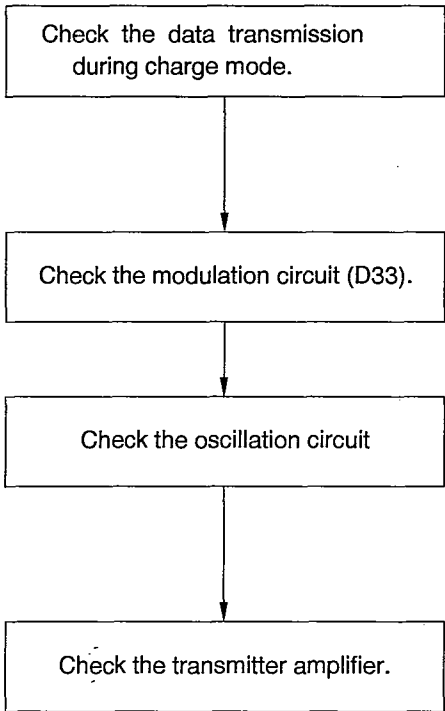 Check the data transmission
during charge mode.
Check the modulation circuit (D33).
Check the oscillation circuit
Check the transmitter amplifier.